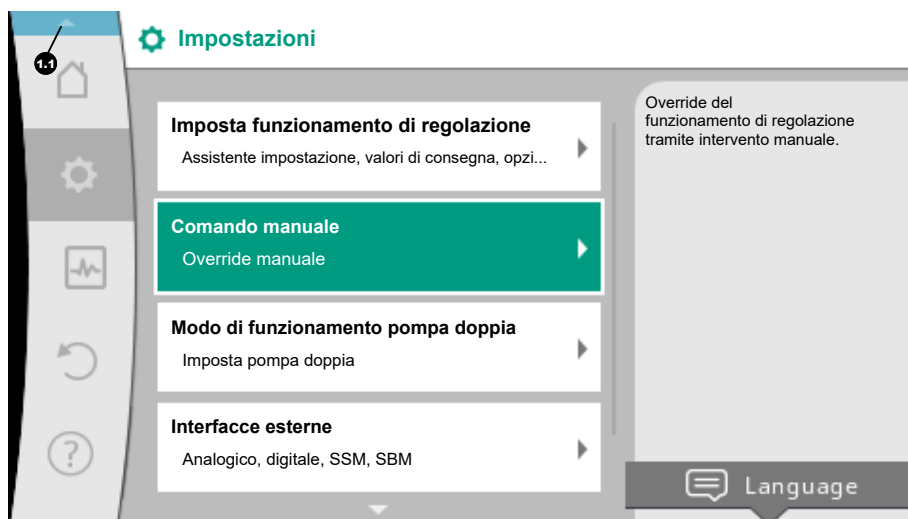 1.1
Impostazioni
Imposta funzionamento di regolazione
Assistente impostazione, valori di consegna, opzi...
Comando manuale
Override manuale
Modo di funzionamento pompa doppia
Imposta pompa doppia
Interfacce esterne
Analogico, digitale, SSM, SBM
Override del
funzionamento di regolazione
tramite intervento manuale.
Language